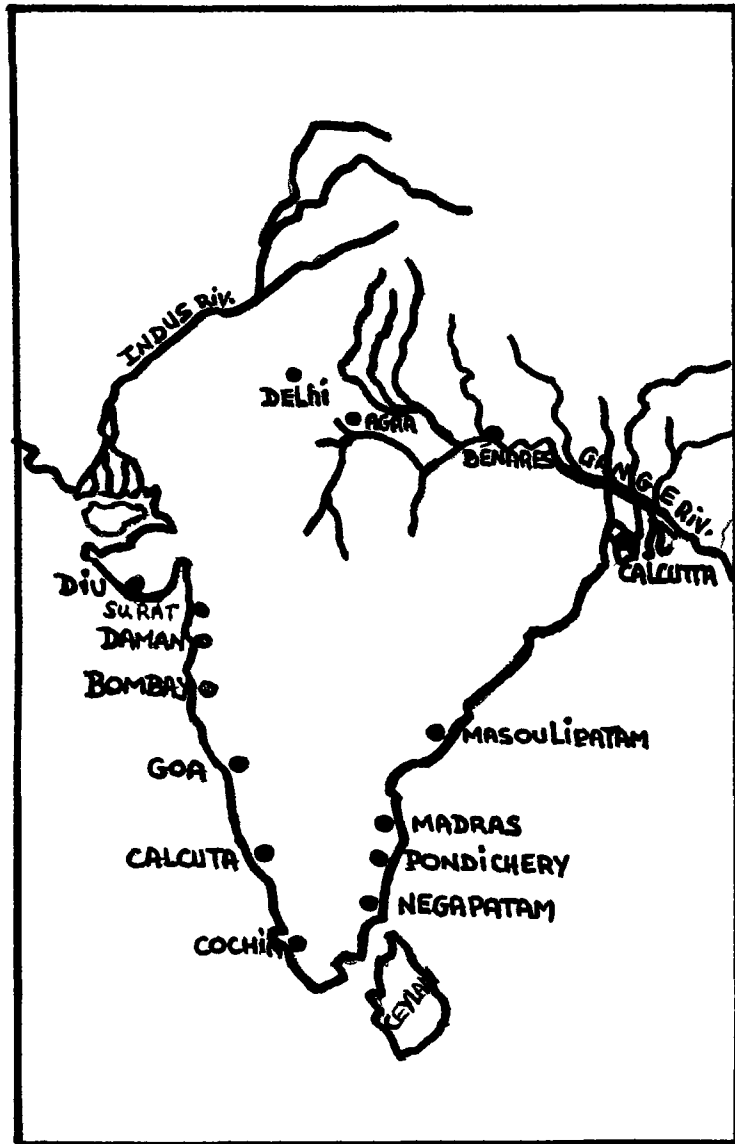 INDUS RIV.
DELhi
AGRA
BÉNARES
GANGE RIV.
CALCUTTA
DIU
SURAT
DAMAN
BOMBAY
MASOULIPATAM
GOA
MADRAS
CALCUTA
PONDICHERY
NEGAPATAM
COCHIN
CEYLAN